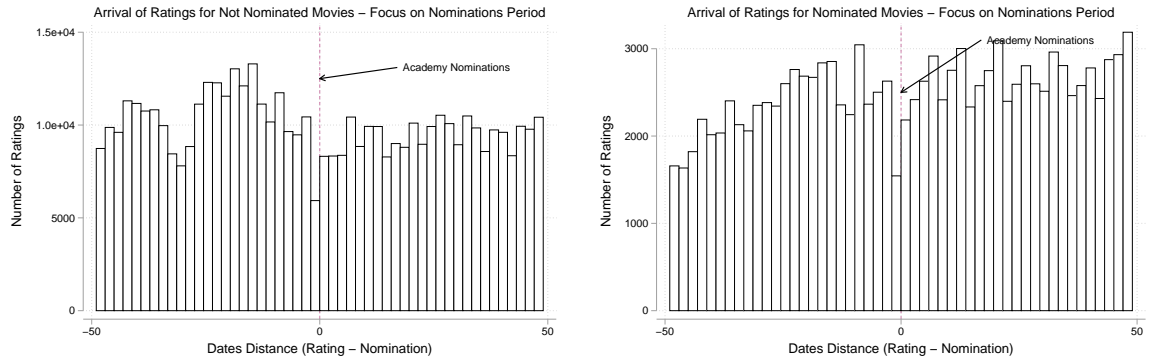 Arrival of Ratings for Not Nominated Movies − Focus on Nominations Period
1.5e+04
1.0e+04
5000
0
Number of Ratings
Academy Nominations
−50
0
50
Dates Distance (Rating − Nomination)
Arrival of Ratings for Nominated Movies − Focus on Nominations Period
3000
2000
1000
0
Number of Ratings
Academy Nominations
−50
0
50
Dates Distance (Rating − Nomination)